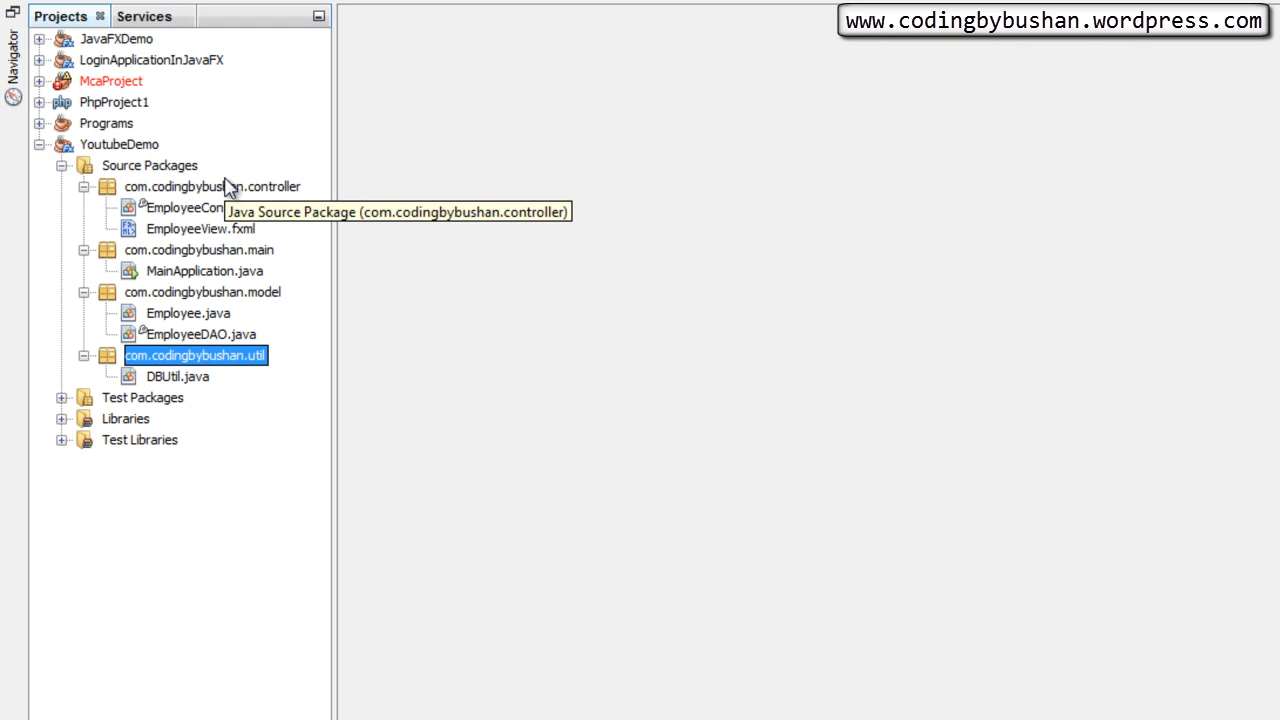 www.codingbybushan.wordpress.com
Projects
Services
Navigator
JavaFXDemo
LoginApplicationInJavaFX
McaProject
php PhpProject1
Programs
YoutubeDemo
Source Packages
com.codingbybushan.controller
EmployeeCon
Java Source Package (com.codingbybushan.controller)
EmployeeView.fxml
com.codingbybushan.main
MainApplication.java
com.codingbybushan.model
Employee.java
EmployeeDAO.java
com.codingbybushan.util
DBUtil.java
Test Packages
Libraries
Test Libraries